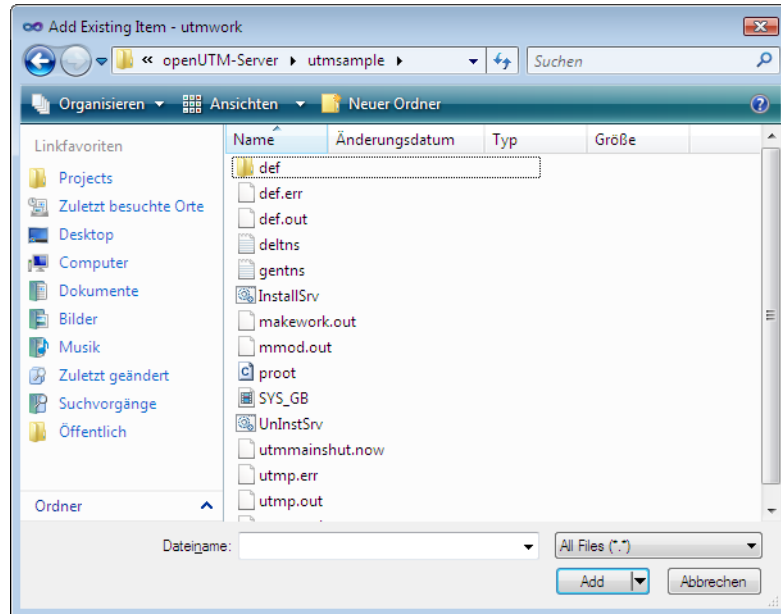 Add Existing Item - utmwork
« openUTM-Server ▸ utmsample ▸
Suchen
Organisieren
Ansichten
Neuer Ordner
Linkfavoriten
Projects
Zuletzt besuchte Orte
Desktop
Computer
Dokumente
Bilder
Musik
Zuletzt geändert
Suchvorgänge
Öffentlich
Ordner
Name Änderungsdatum Typ Größe
def
def.err
def.out
deltns
gentns
InstallSrv
makework.out
mmod.out
proot
SYS_GB
UnInstSrv
utmmainshut.now
utmp.err
utmp.out
Dateiname:
All Files (*.*)
Add
Abbrechen